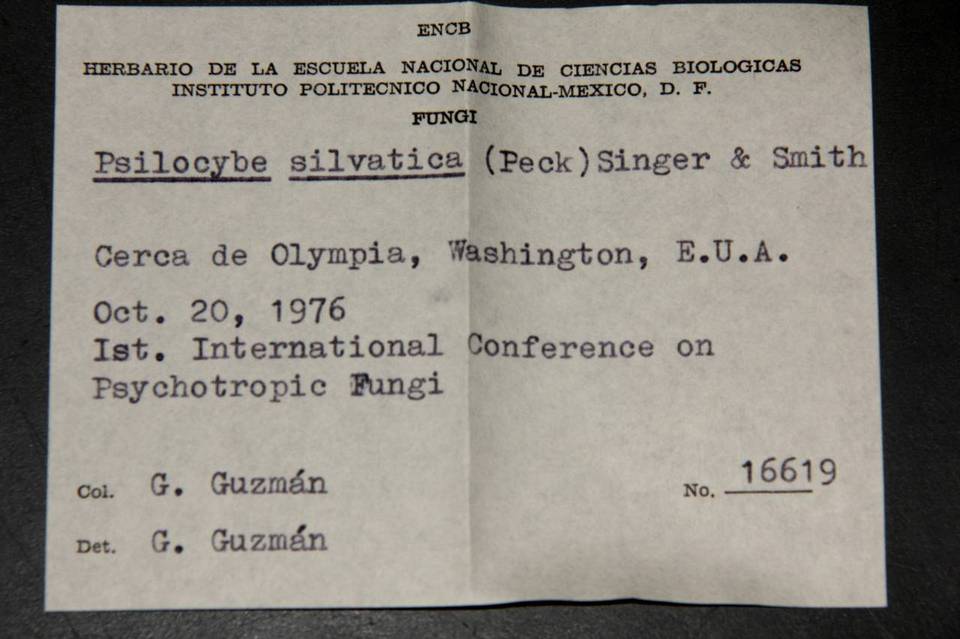 ENCB
HERBARIO DE LA ESCUELA NACIONAL DE CIENCIAS BIOLOGICAS
INSTITUTO POLITECNICO NACIONAL-MEXICO, D. F.
FUNGI
Psilocybe silvatica (Peck) Singer & Smith
Cerca de Olympia, Washington, E.U.A.
Oct. 20, 1976
Ist. International Conference on
Psychotropic Fungi
Col. G. Guzmán No. 16619
Det. G. Guzmán